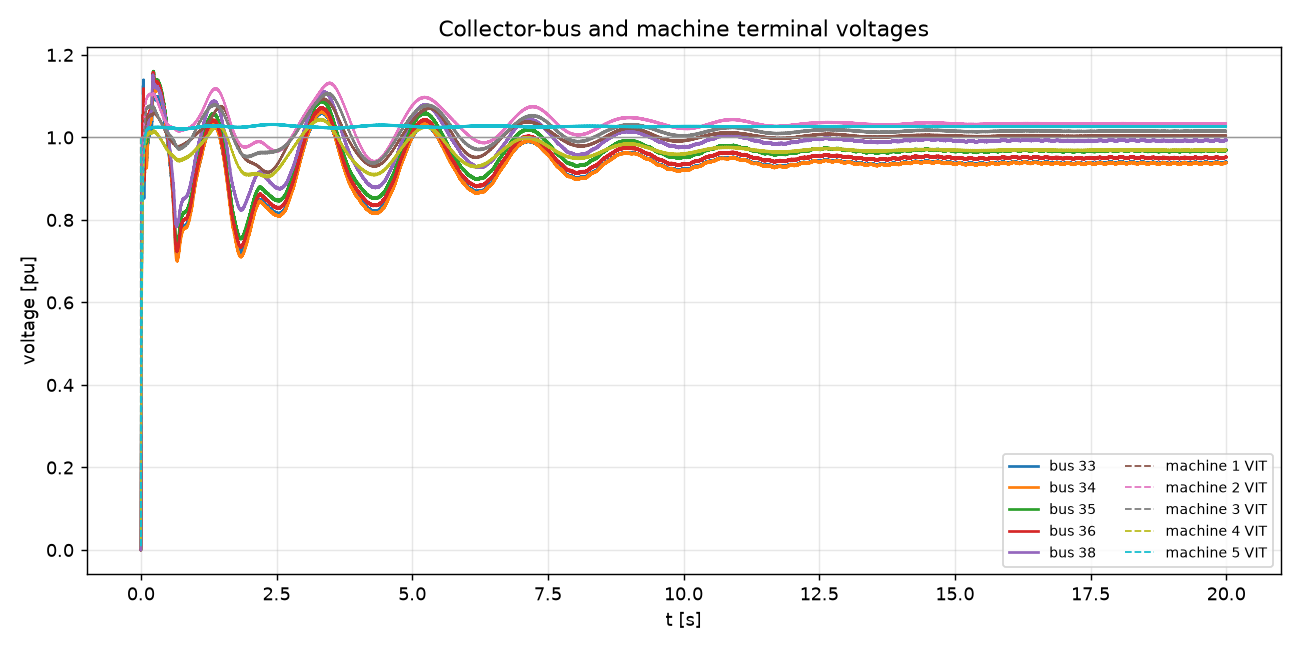 Collector-bus and machine terminal voltages
voltage [pu]
1.2
1.0
0.8
0.6
0.4
0.2
0.0
0.0 2.5 5.0 7.5 10.0 12.5 15.0 17.5 20.0
t [s]
bus 33 machine 1 VIT
bus 34 machine 2 VIT
bus 35 machine 3 VIT
bus 36 machine 4 VIT
bus 38 machine 5 VIT